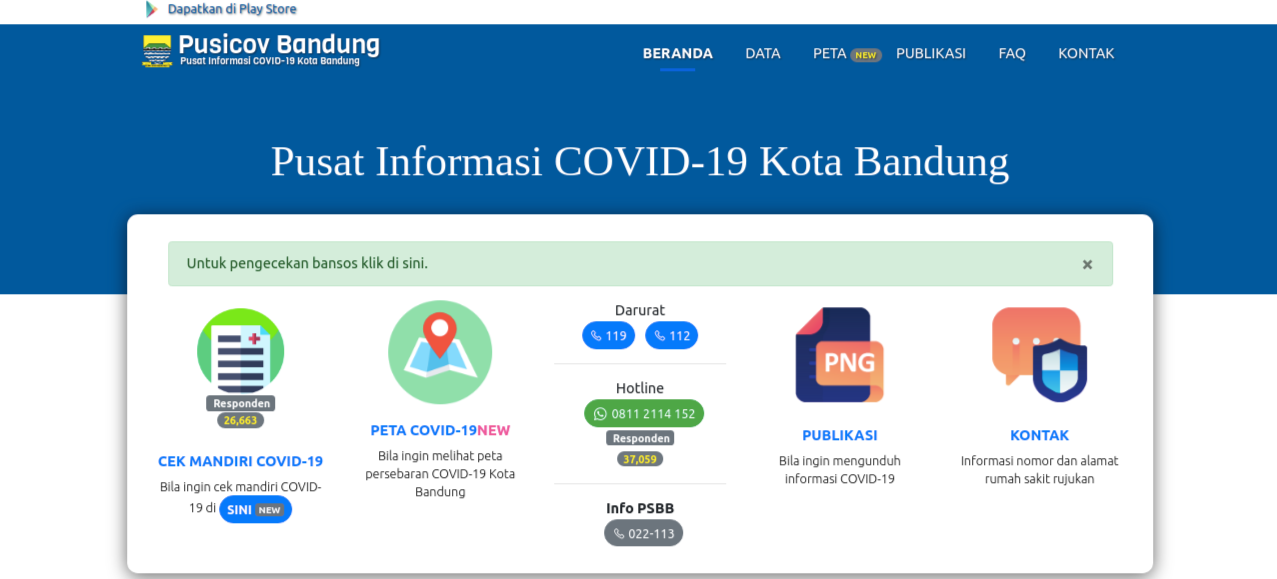 Dapatkan di Play Store
Pusicov Bandung
Pusat Informasi COVID-19 Kota Bandung
BERANDA DATA PETA NEW PUBLIKASI FAQ KONTAK
Pusat Informasi COVID-19 Kota Bandung
Untuk pengecekan bansos klik di sini. ×
Responden
26,663
CEK MANDIRI COVID-19
Bila ingin cek mandiri COVID-
19 di SINI NEW
PETA COVID-19NEW
Bila ingin melihat peta
persebaran COVID-19 Kota
Bandung
Darurat
119 112
Hotline
0811 2114 152
Responden
37,059
Info PSBB
022-113
PNG
PUBLIKASI
Bila ingin mengunduh
informasi COVID-19
KONTAK
Informasi nomor dan alamat
rumah sakit rujukan